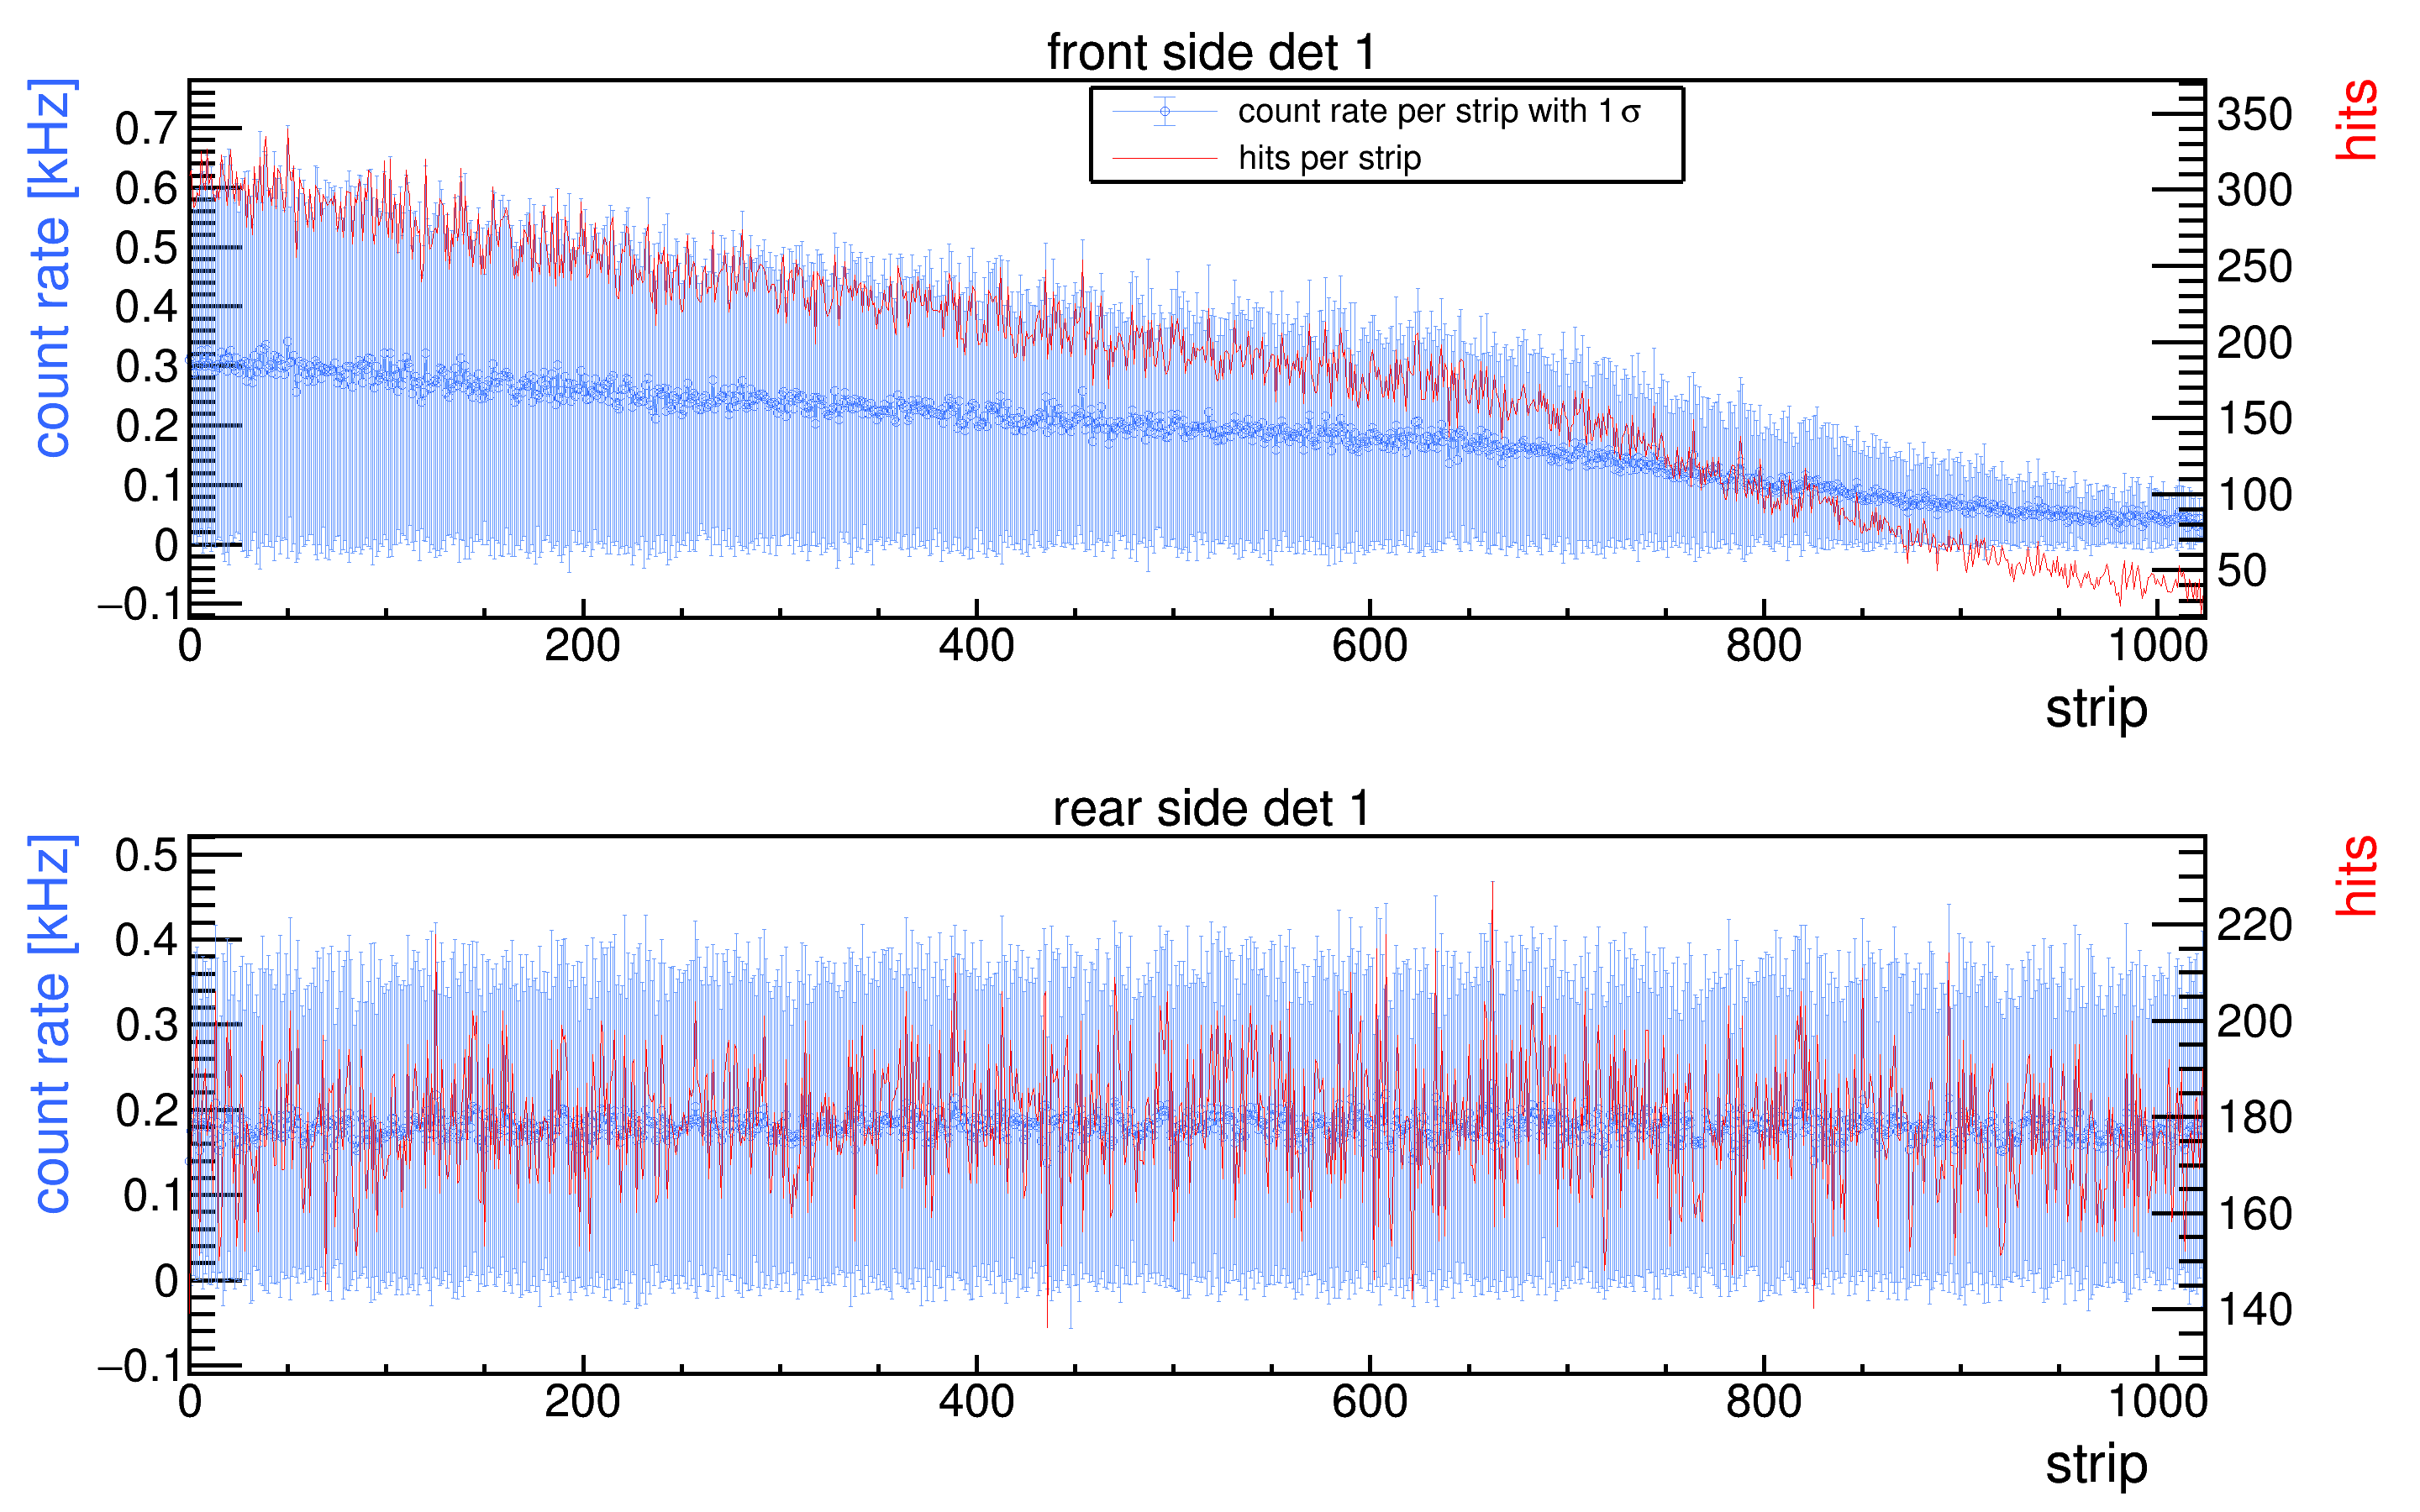 front side det 1
count rate [kHz]
hits
count rate per strip with 1 σ
hits per strip
0.7
0.6
0.5
0.4
0.3
0.2
0.1
0
−0.1
350
300
250
200
150
100
50
0 200 400 600 800 1000
strip
rear side det 1
count rate [kHz]
hits
0.5
0.4
0.3
0.2
0.1
0
−0.1
220
200
180
160
140
0 200 400 600 800 1000
strip